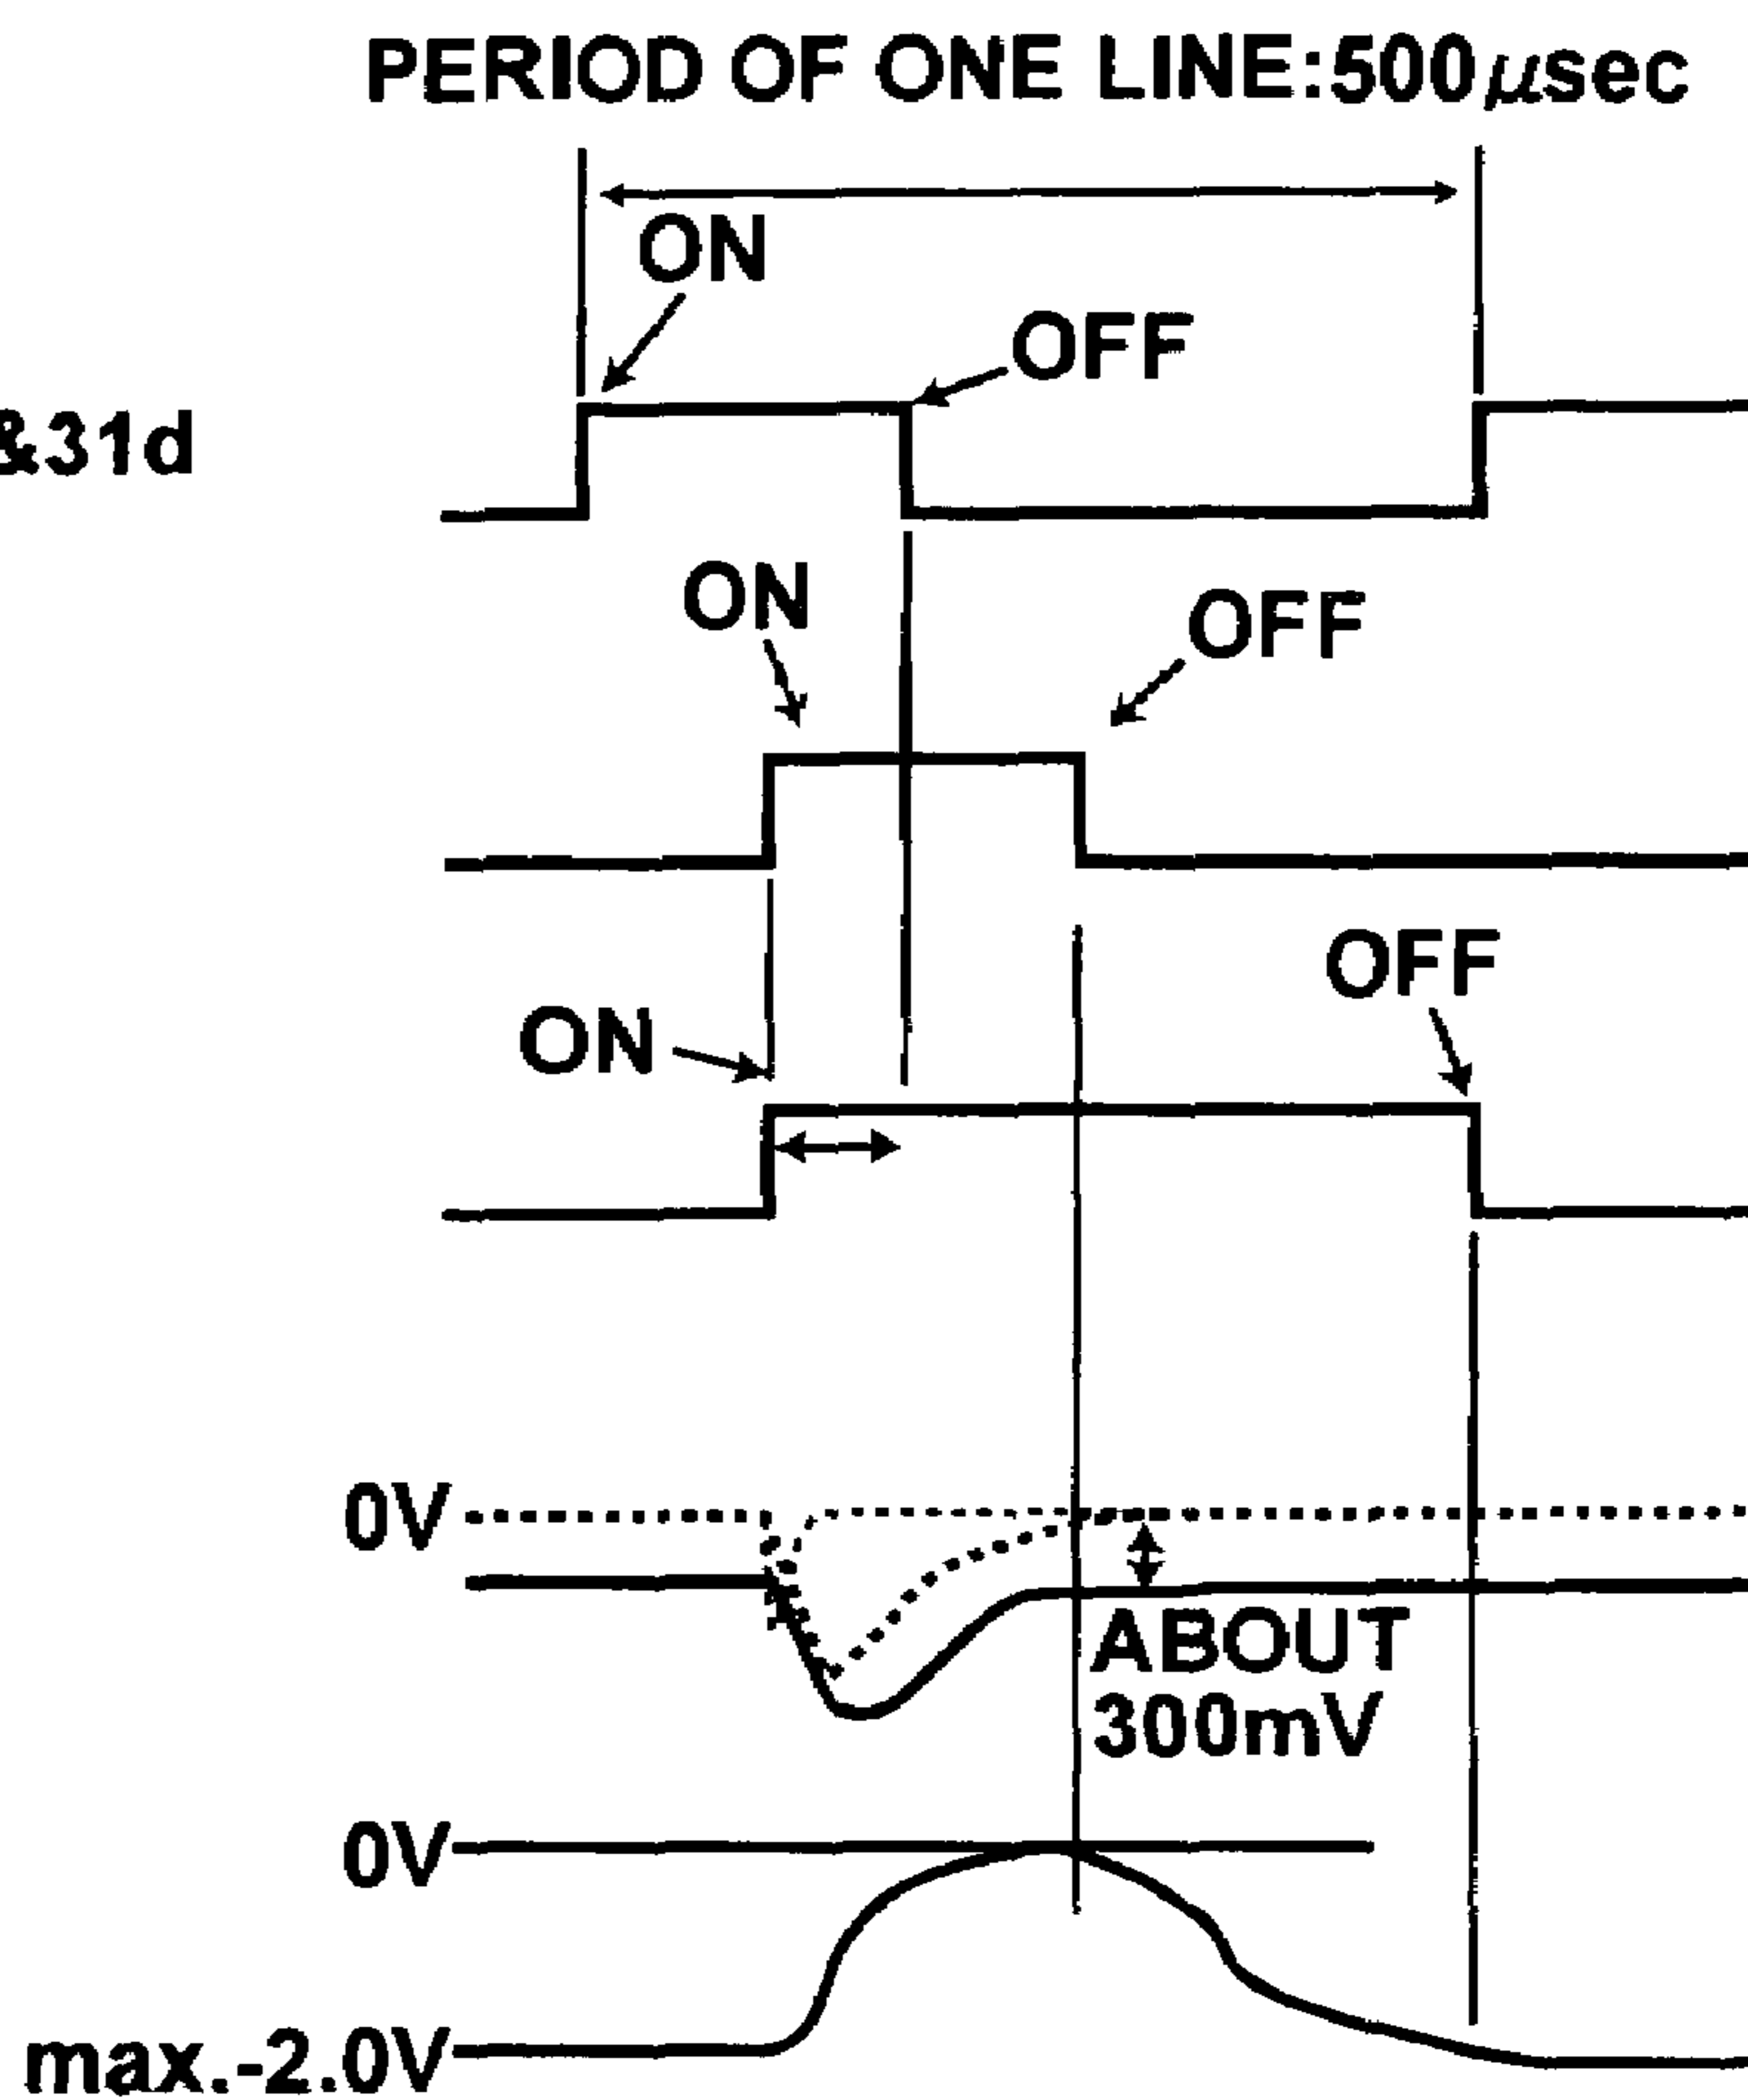 PERIOD OF ONE LINE:500μsec
ON
OFF
&31d
ON
OFF
OFF
ON
0V
ABOUT
300mV
0V
max.-2.0V